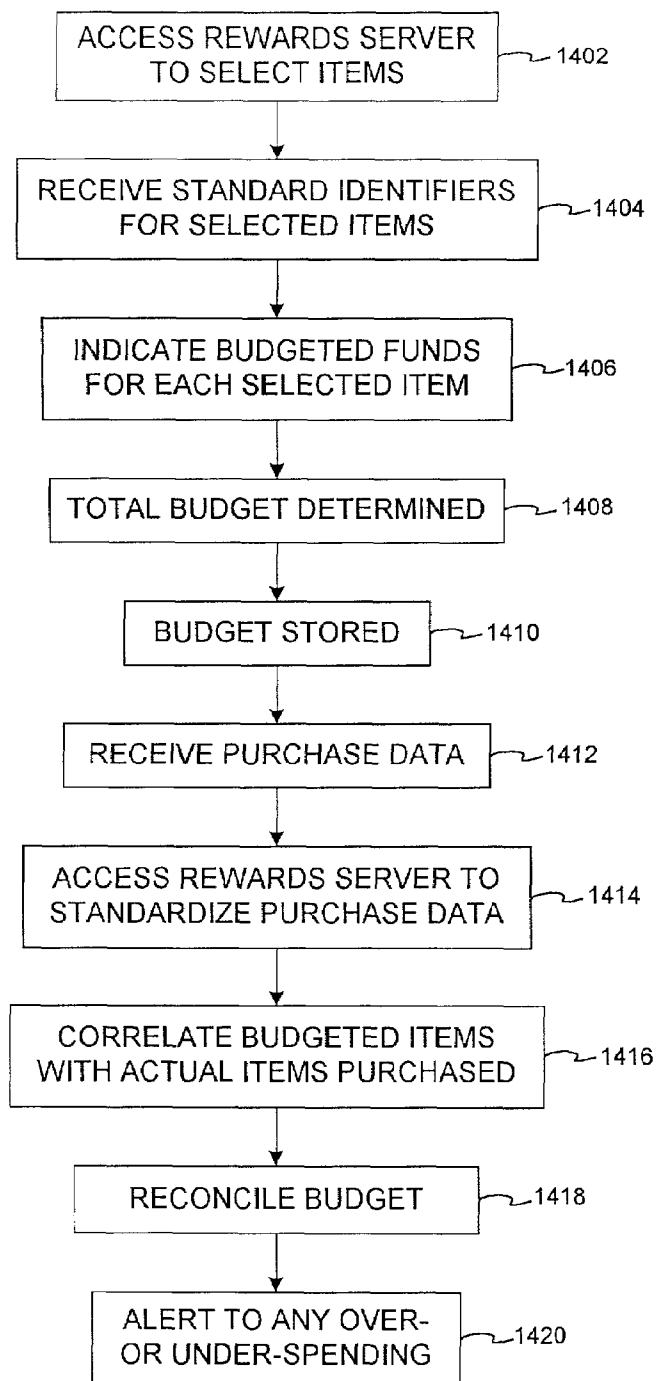 ACCESS REWARDS SERVER
TO SELECT ITEMS
1402
RECEIVE STANDARD IDENTIFIERS
FOR SELECTED ITEMS
1404
INDICATE BUDGETED FUNDS
FOR EACH SELECTED ITEM
1406
TOTAL BUDGET DETERMINED
1408
BUDGET STORED
1410
RECEIVE PURCHASE DATA
1412
ACCESS REWARDS SERVER TO
STANDARDIZE PURCHASE DATA
1414
CORRELATE BUDGETED ITEMS
WITH ACTUAL ITEMS PURCHASED
1416
RECONCILE BUDGET
1418
ALERT TO ANY OVER-
OR UNDER-SPENDING
1420